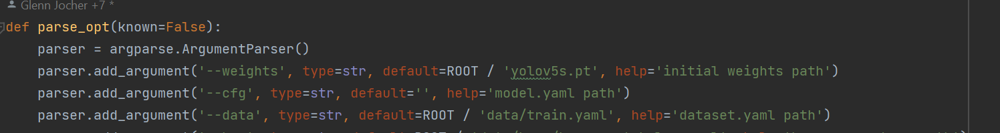 Glenn Jocher +7 *
def parse_opt(known=False):
    parser = argparse.ArgumentParser()
    parser.add_argument('--weights', type=str, default=ROOT / 'yolov5s.pt', help='initial weights path')
    parser.add_argument('--cfg', type=str, default='', help='model.yaml path')
    parser.add_argument('--data', type=str, default=ROOT / 'data/train.yaml', help='dataset.yaml path')